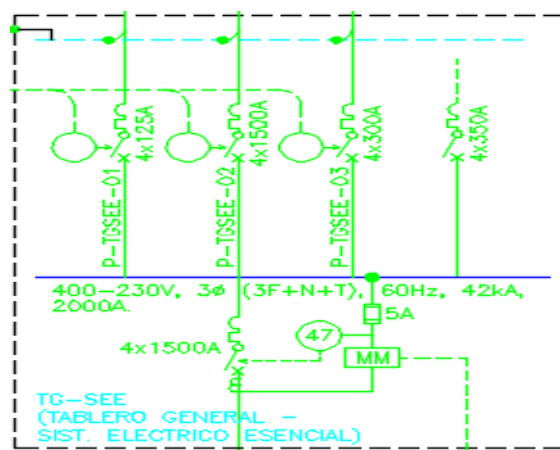 P-TGSEE-01
4x125A
P-TGSEE-02
4x1500A
P-TGSEE-03
4x300A
4x350A
400-230V, 3ø (3F+N+T), 60Hz, 42kA,
2000A.
5A
47
4x1500A
MM
TG-SEE
(TABLERO GENERAL -
SIST. ELECTRICO ESENCIAL)